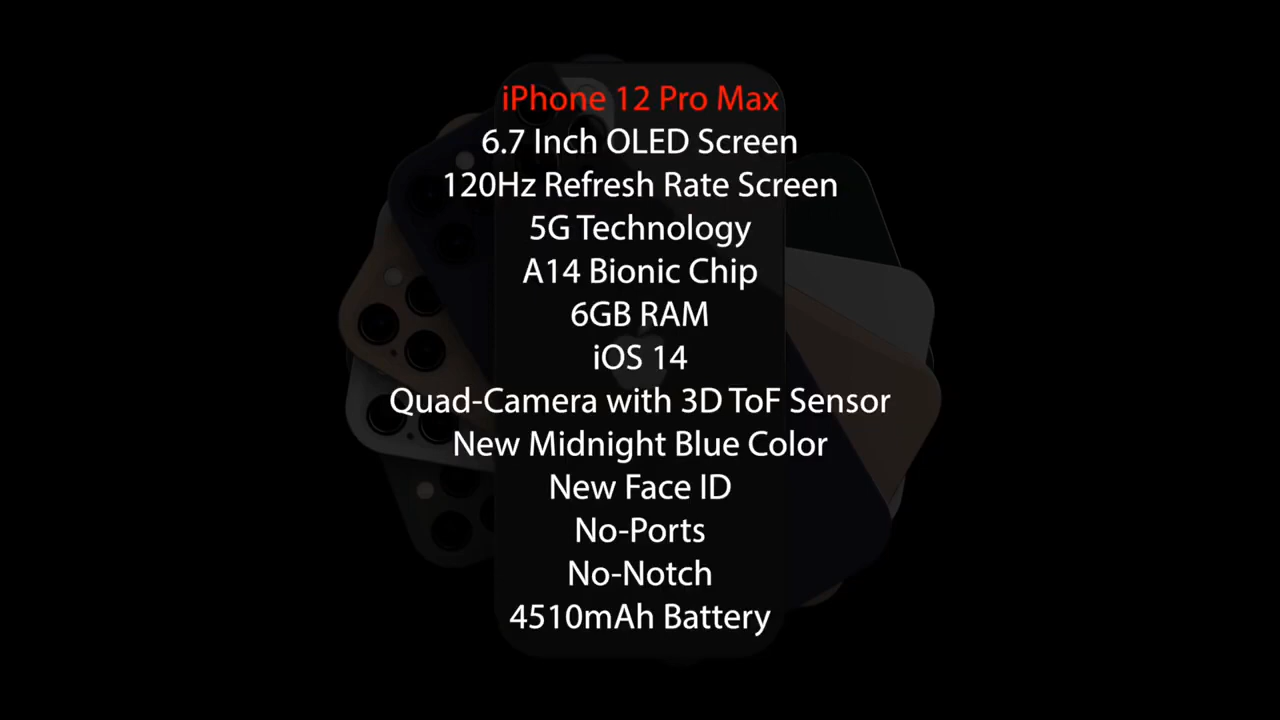 iPhone 12 Pro Max
6.7 Inch OLED Screen
120Hz Refresh Rate Screen
5G Technology
A14 Bionic Chip
6GB RAM
iOS 14
Quad-Camera with 3D ToF Sensor
New Midnight Blue Color
New Face ID
No-Ports
No-Notch
4510mAh Battery